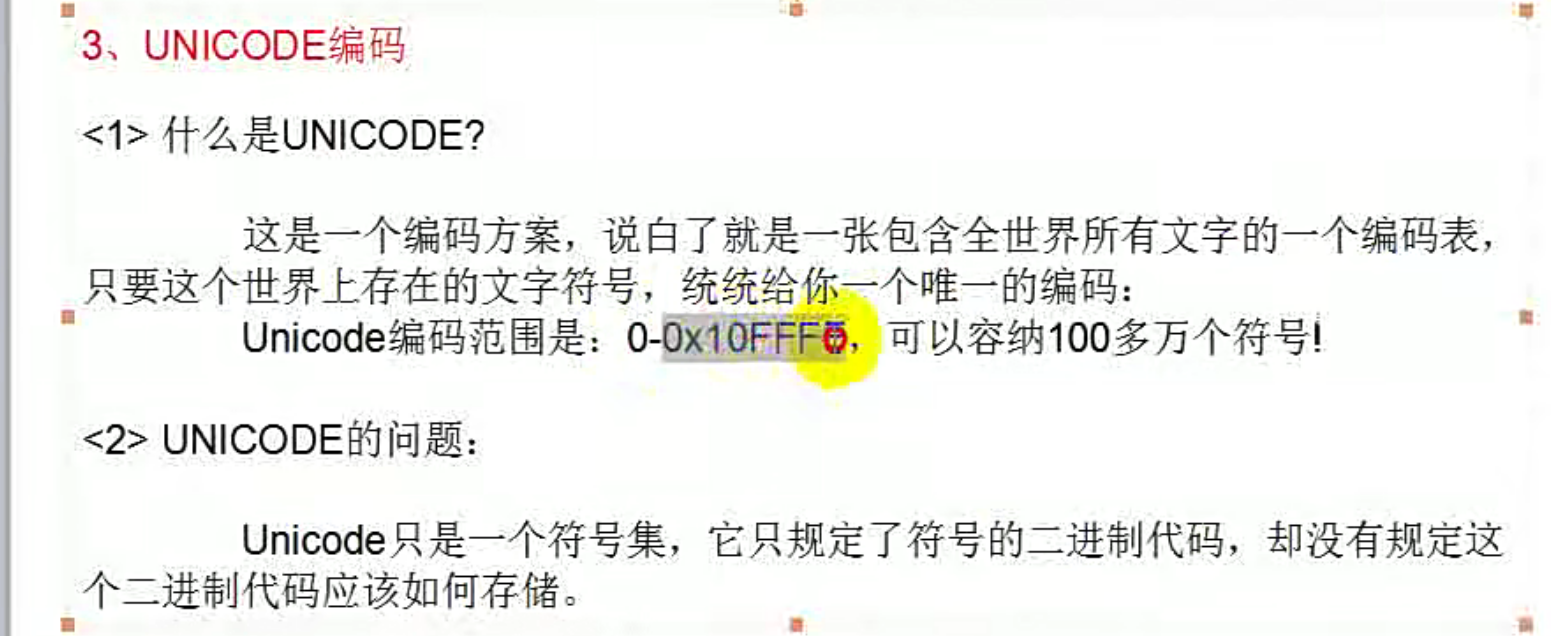 3、UNICODE编码
<1> 什么是UNICODE?
这是一个编码方案，说白了就是一张包含全世界所有文字的一个编码表，
只要这个世界上存在的文字符号，统统给你一个唯一的编码：
Unicode编码范围是：0-0x10FFFF，可以容纳100多万个符号!
<2> UNICODE的问题：
Unicode只是一个符号集，它只规定了符号的二进制代码，却没有规定这
个二进制代码应该如何存储。